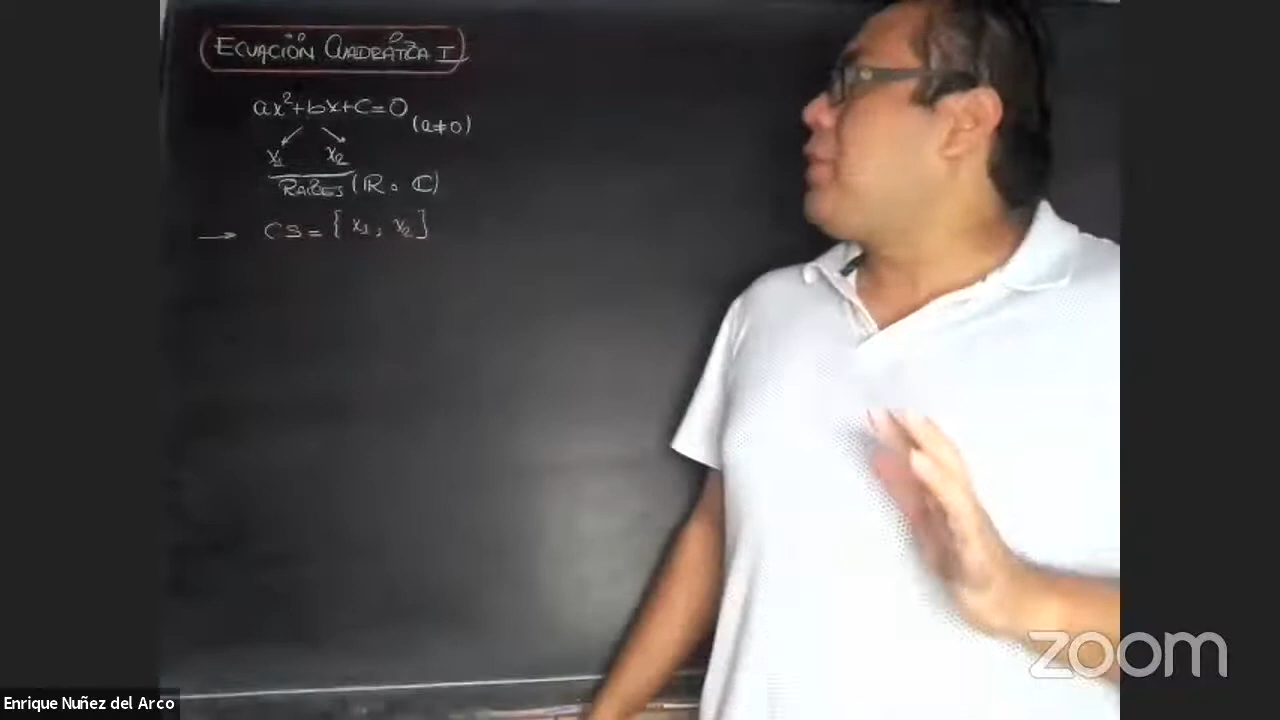 ECUACIÓN CUADRÁTICA I
ax²+bx+c=0 (a≠0)
x₁ x₂
RAÍCES (ℝ o ℂ)
→ CS = { x₁, x₂ }
zoom
Enrique Nuñez del Arco